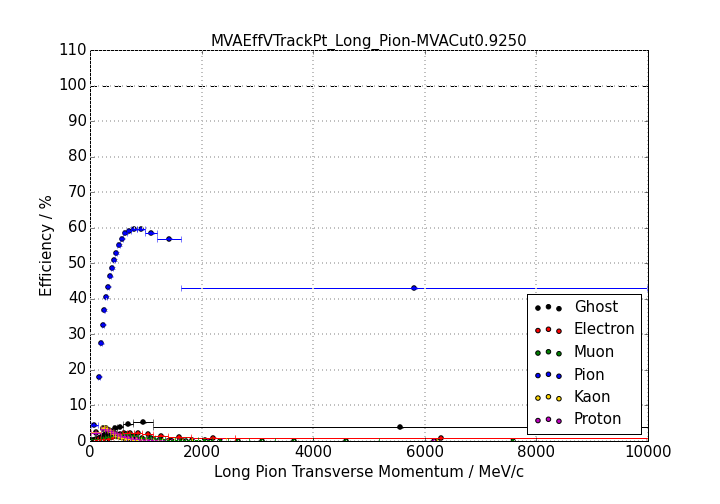 MVAEffVTrackPt_Long_Pion-MVACut0.9250
110
100
90
80
70
60
50
40
30
20
10
0
Efficiency / %
Ghost
Electron
Muon
Pion
Kaon
Proton
0 2000 4000 6000 8000 10000
Long Pion Transverse Momentum / MeV/c